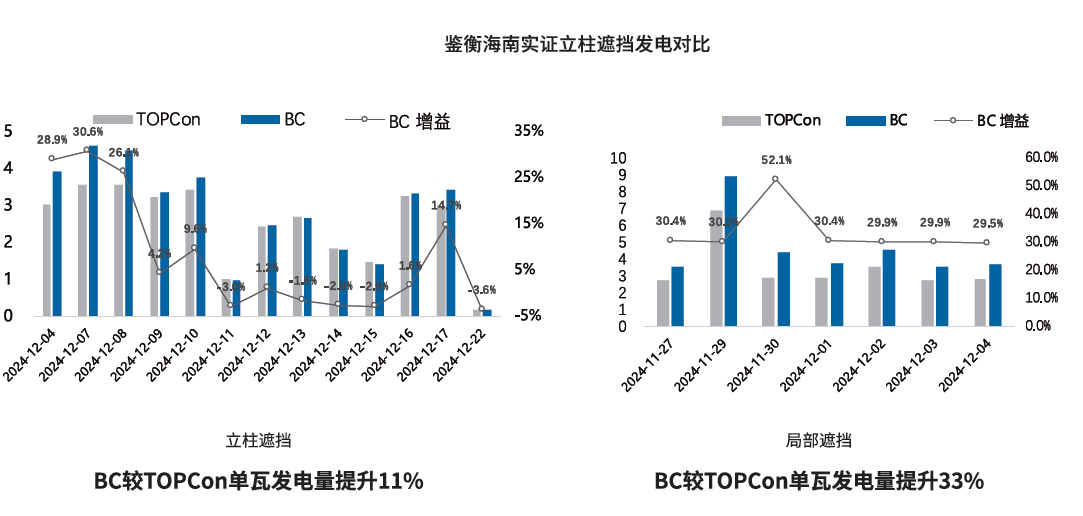 鉴衡海南实证立柱遮挡发电对比
TOPCon BC BC 增益
5 4 3 2 1 0
35% 25% 15% 5% -5%
28.9% 30.6% 26.1% 4.2% 9.6% 1.2% 1.6% 14.7% -3.6%
2024-12-04 2024-12-07 2024-12-08 2024-12-09 2024-12-10 2024-12-11 2024-12-12 2024-12-13 2024-12-14 2024-12-15 2024-12-16 2024-12-17 2024-12-22
立柱遮挡
BC较TOPCon单瓦发电量提升11%
TOPCon BC BC 增益
10 9 8 7 6 5 4 3 2 1 0
60.0% 50.0% 40.0% 30.0% 20.0% 10.0% 0.0%
30.4% 52.1% 30.4% 29.9% 29.9% 29.5%
2024-11-27 2024-11-29 2024-11-30 2024-12-01 2024-12-02 2024-12-03 2024-12-04
局部遮挡
BC较TOPCon单瓦发电量提升33%